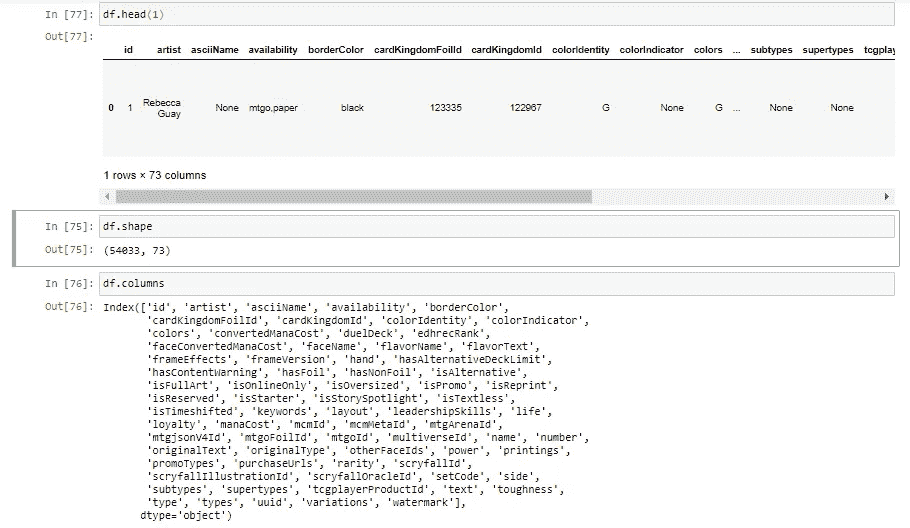 In [77]: df.head(1)
Out[77]:
id artist asciiName availability borderColor cardKingdomFoilId cardKingdomId colorIdentity colorIndicator colors ... subtypes supertypes tcgplay
0 1 Rebecca Guay None mtgo,paper black 123335 122967 G None G ... None None
1 rows × 73 columns
In [75]: df.shape
Out[75]: (54033, 73)
In [76]: df.columns
Out[76]: Index(['id', 'artist', 'asciiName', 'availability', 'borderColor',
'cardKingdomFoilId', 'cardKingdomId', 'colorIdentity', 'colorIndicator',
'colors', 'convertedManaCost', 'duelDeck', 'edhrecRank',
'faceConvertedManaCost', 'faceName', 'flavorName', 'flavorText',
'frameEffects', 'frameVersion', 'hand', 'hasAlternativeDeckLimit',
'hasContentWarning', 'hasFoil', 'hasNonFoil', 'isAlternative',
'isFullArt', 'isOnlineOnly', 'isOversized', 'isPromo', 'isReprint',
'isReserved', 'isStarter', 'isStorySpotlight', 'isTextless',
'isTimeshifted', 'keywords', 'layout', 'leadershipSkills', 'life',
'loyalty', 'manaCost', 'mcmId', 'mcmMetaId', 'mtgArenaId',
'mtgjsonV4Id', 'mtgoFoilId', 'mtgoId', 'multiverseId', 'name', 'number',
'originalText', 'originalType', 'otherFaceIds', 'power', 'printings',
'promoTypes', 'purchaseUrls', 'rarity', 'scryfallId',
'scryfallIllustrationId', 'scryfallOracleId', 'setCode', 'side',
'subtypes', 'supertypes', 'tcgplayerProductId', 'text', 'toughness',
'type', 'types', 'uuid', 'variations', 'watermark'],
dtype='object')